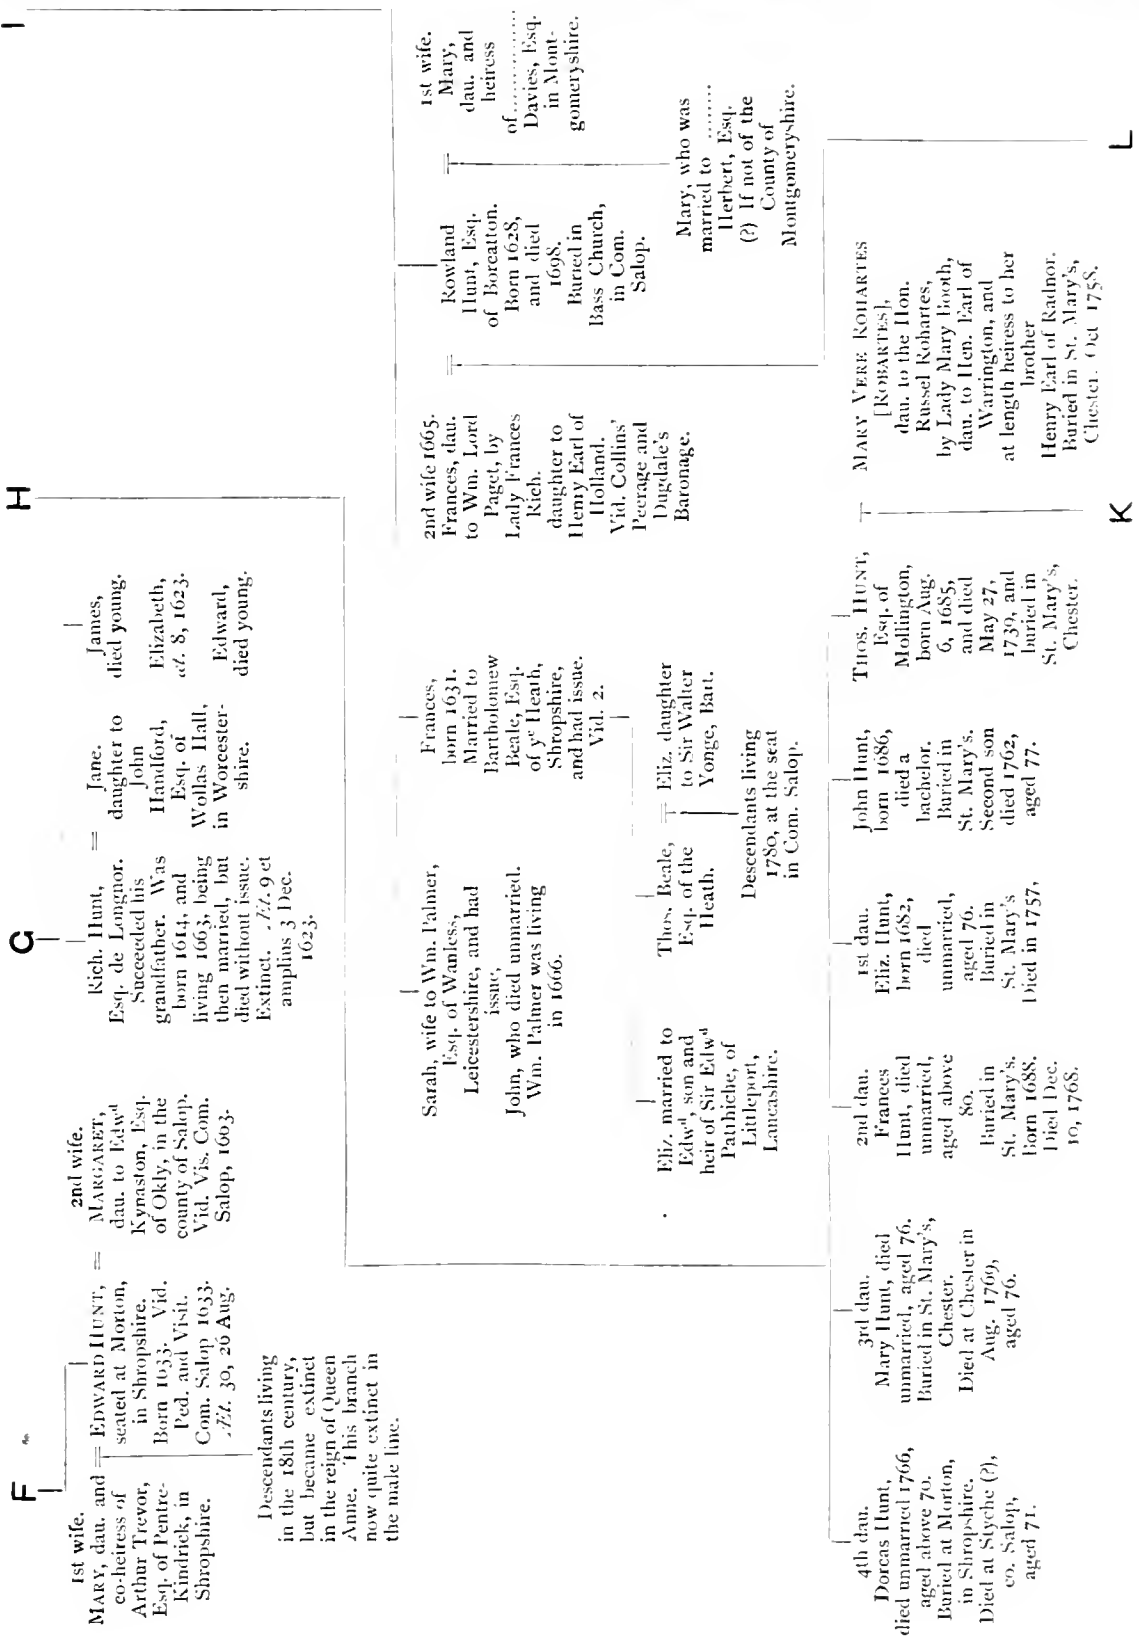 F
G
H
I
1st wife.
MARY, dau. and
co-heiress of
Arthur Trevor,
Esq. of Pentre-
Kindrick, in
Shropshire.
=
EDWARD HUNT,
seated at Morton,
in Shropshire.
Born 1633. Vid.
Ped. and Visit.
Com. Salop 1633.
Æt. 30, 26 Aug.
=
2nd wife.
MARGARET,
dau. to Edwd
Kynaston, Esq.
of Okly, in the
county of Salop.
Vid. Vis. Com.
Salop, 1603.
Rich. Hunt,
Esq. de Longnor.
Succeeded his
grandfather. Was
born 1614, and
living 1663, being
then married, but
died without issue.
Extinct. Æt. 9 et
amplius 3 Dec.
1623.
=
Jane.
daughter to
John
Handford,
Esq. of
Wollas Hall,
in Worcester-
shire.
James,
died young.
Elizabeth,
æt. 8, 1623.
Edward,
died young.
Descendants living
in the 18th century,
but became extinct
in the reign of Queen
Anne. This branch
now quite extinct in
the male line.
Sarah, wife to Wm. Palmer,
Esq. of Wanless,
Leicestershire, and had
issue,
John, who died unmarried.
Wm. Palmer was living
in 1666.
Frances,
born 1631.
Married to
Bartholomew
Beale, Esq.
of ye Heath,
Shropshire,
and had issue.
Vid. 2.
2nd wife 1665.
Frances, dau.
to Wm. Lord
Paget, by
Lady Frances
Rich.
daughter to
Henry Earl of
Holland.
Vid. Collins'
Peerage and
Dugdale's
Baronage.
=
Rowland
Hunt, Esq.
of Boreatton.
Born 1628,
and died
1698.
Buried in
Bass Church,
in Com.
Salop.
=
1st wife.
Mary,
dau. and
heiress
of...............
Davies, Esq.
in Mont-
gomeryshire.
Eliz. married to
Edwd, son and
heir of Sir Edwd
Littleport,
Lancashire.
Thos. Beale,
Esq. of the
Heath.
=
Eliz. daughter
to Sir Walter
Yonge, Bart.
Descendants living
1780, at the seat
in Com. Salop.
Mary, who was
married to ........
Herbert, Esq.
(?) If not of the
County of
Montgomeryshire.
4th dau.
Dorcas Hunt,
died unmarried 1766,
aged above 70.
Buried at Morton,
in Shropshire.
Died at Styche (?),
co. Salop,
aged 71.
3rd dau.
Mary Hunt, died
unmarried, aged 76.
Buried in St. Mary's,
Chester.
Died at Chester in
Aug. 1769,
aged 76.
2nd dau.
Frances
Hunt, died
unmarried,
aged above
80.
Buried in
St. Mary's.
Born 1688.
Died Dec.
10, 1768.
1st dau.
Eliz. Hunt,
born 1682,
died
unmarried,
aged 76.
Buried in
St. Mary's
Died in 1757,
John Hunt,
born 1686,
died a
bachelor.
Buried in
St. Mary's.
Second son
died 1762,
aged 77.
THOS. HUNT,
Esq. of
Mollington,
born Aug.
6, 1685,
and died
May 27,
1739, and
buried in
St. Mary's,
Chester.
=
MARY VERE ROHARTES
[ROBARTES],
dau. to the Hon.
Russel Rohartes,
by Lady Mary Booth,
dau. to Hen. Earl of
Warrington, and
at length heiress to her
brother
Henry Earl of Radnor.
Buried in St. Mary's,
Chester. Oct 1758.
K
L